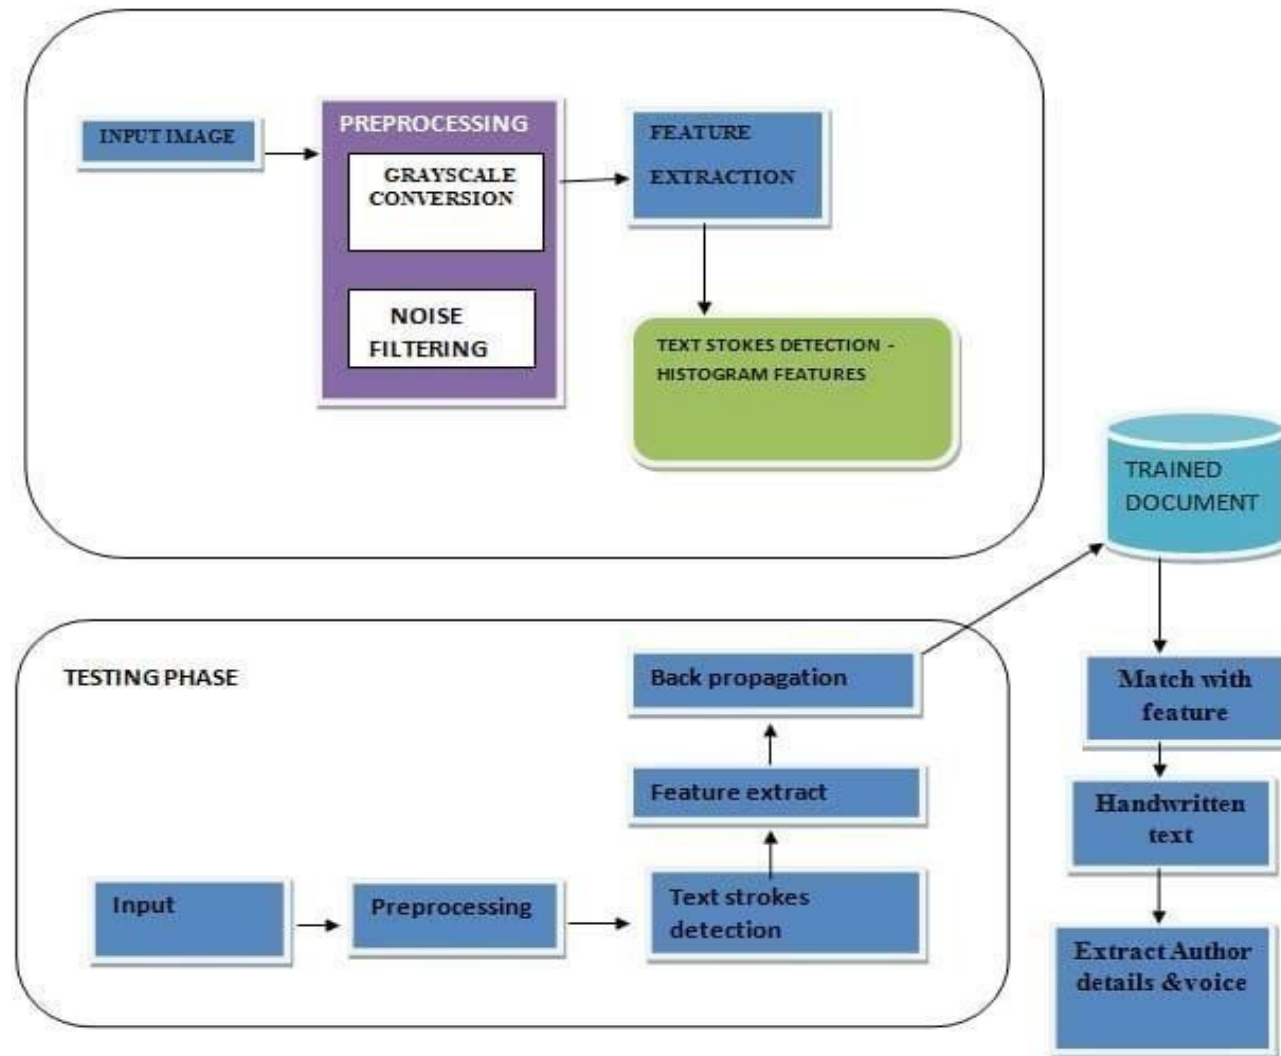 INPUT IMAGE
PREPROCESSING
GRAYSCALE
CONVERSION
NOISE
FILTERING
FEATURE
EXTRACTION
TEXT STOKES DETECTION -
HISTOGRAM FEATURES
TRAINED
DOCUMENT
TESTING PHASE
Back propagation
Feature extract
Input
Preprocessing
Text strokes
detection
Match with
feature
Handwritten
text
Extract Author
details &voice